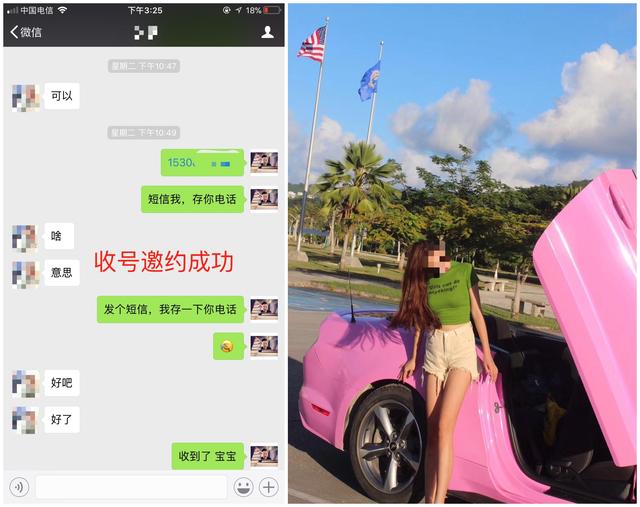 中国电信
下午3:25
18%
微信
星期二 下午10:47
可以
星期二 下午10:49
1530
短信我，存你电话
啥
意思
收号邀约成功
发个短信，我存一下你电话
好吧
好了
收到了 宝宝
Girls can do
anything!